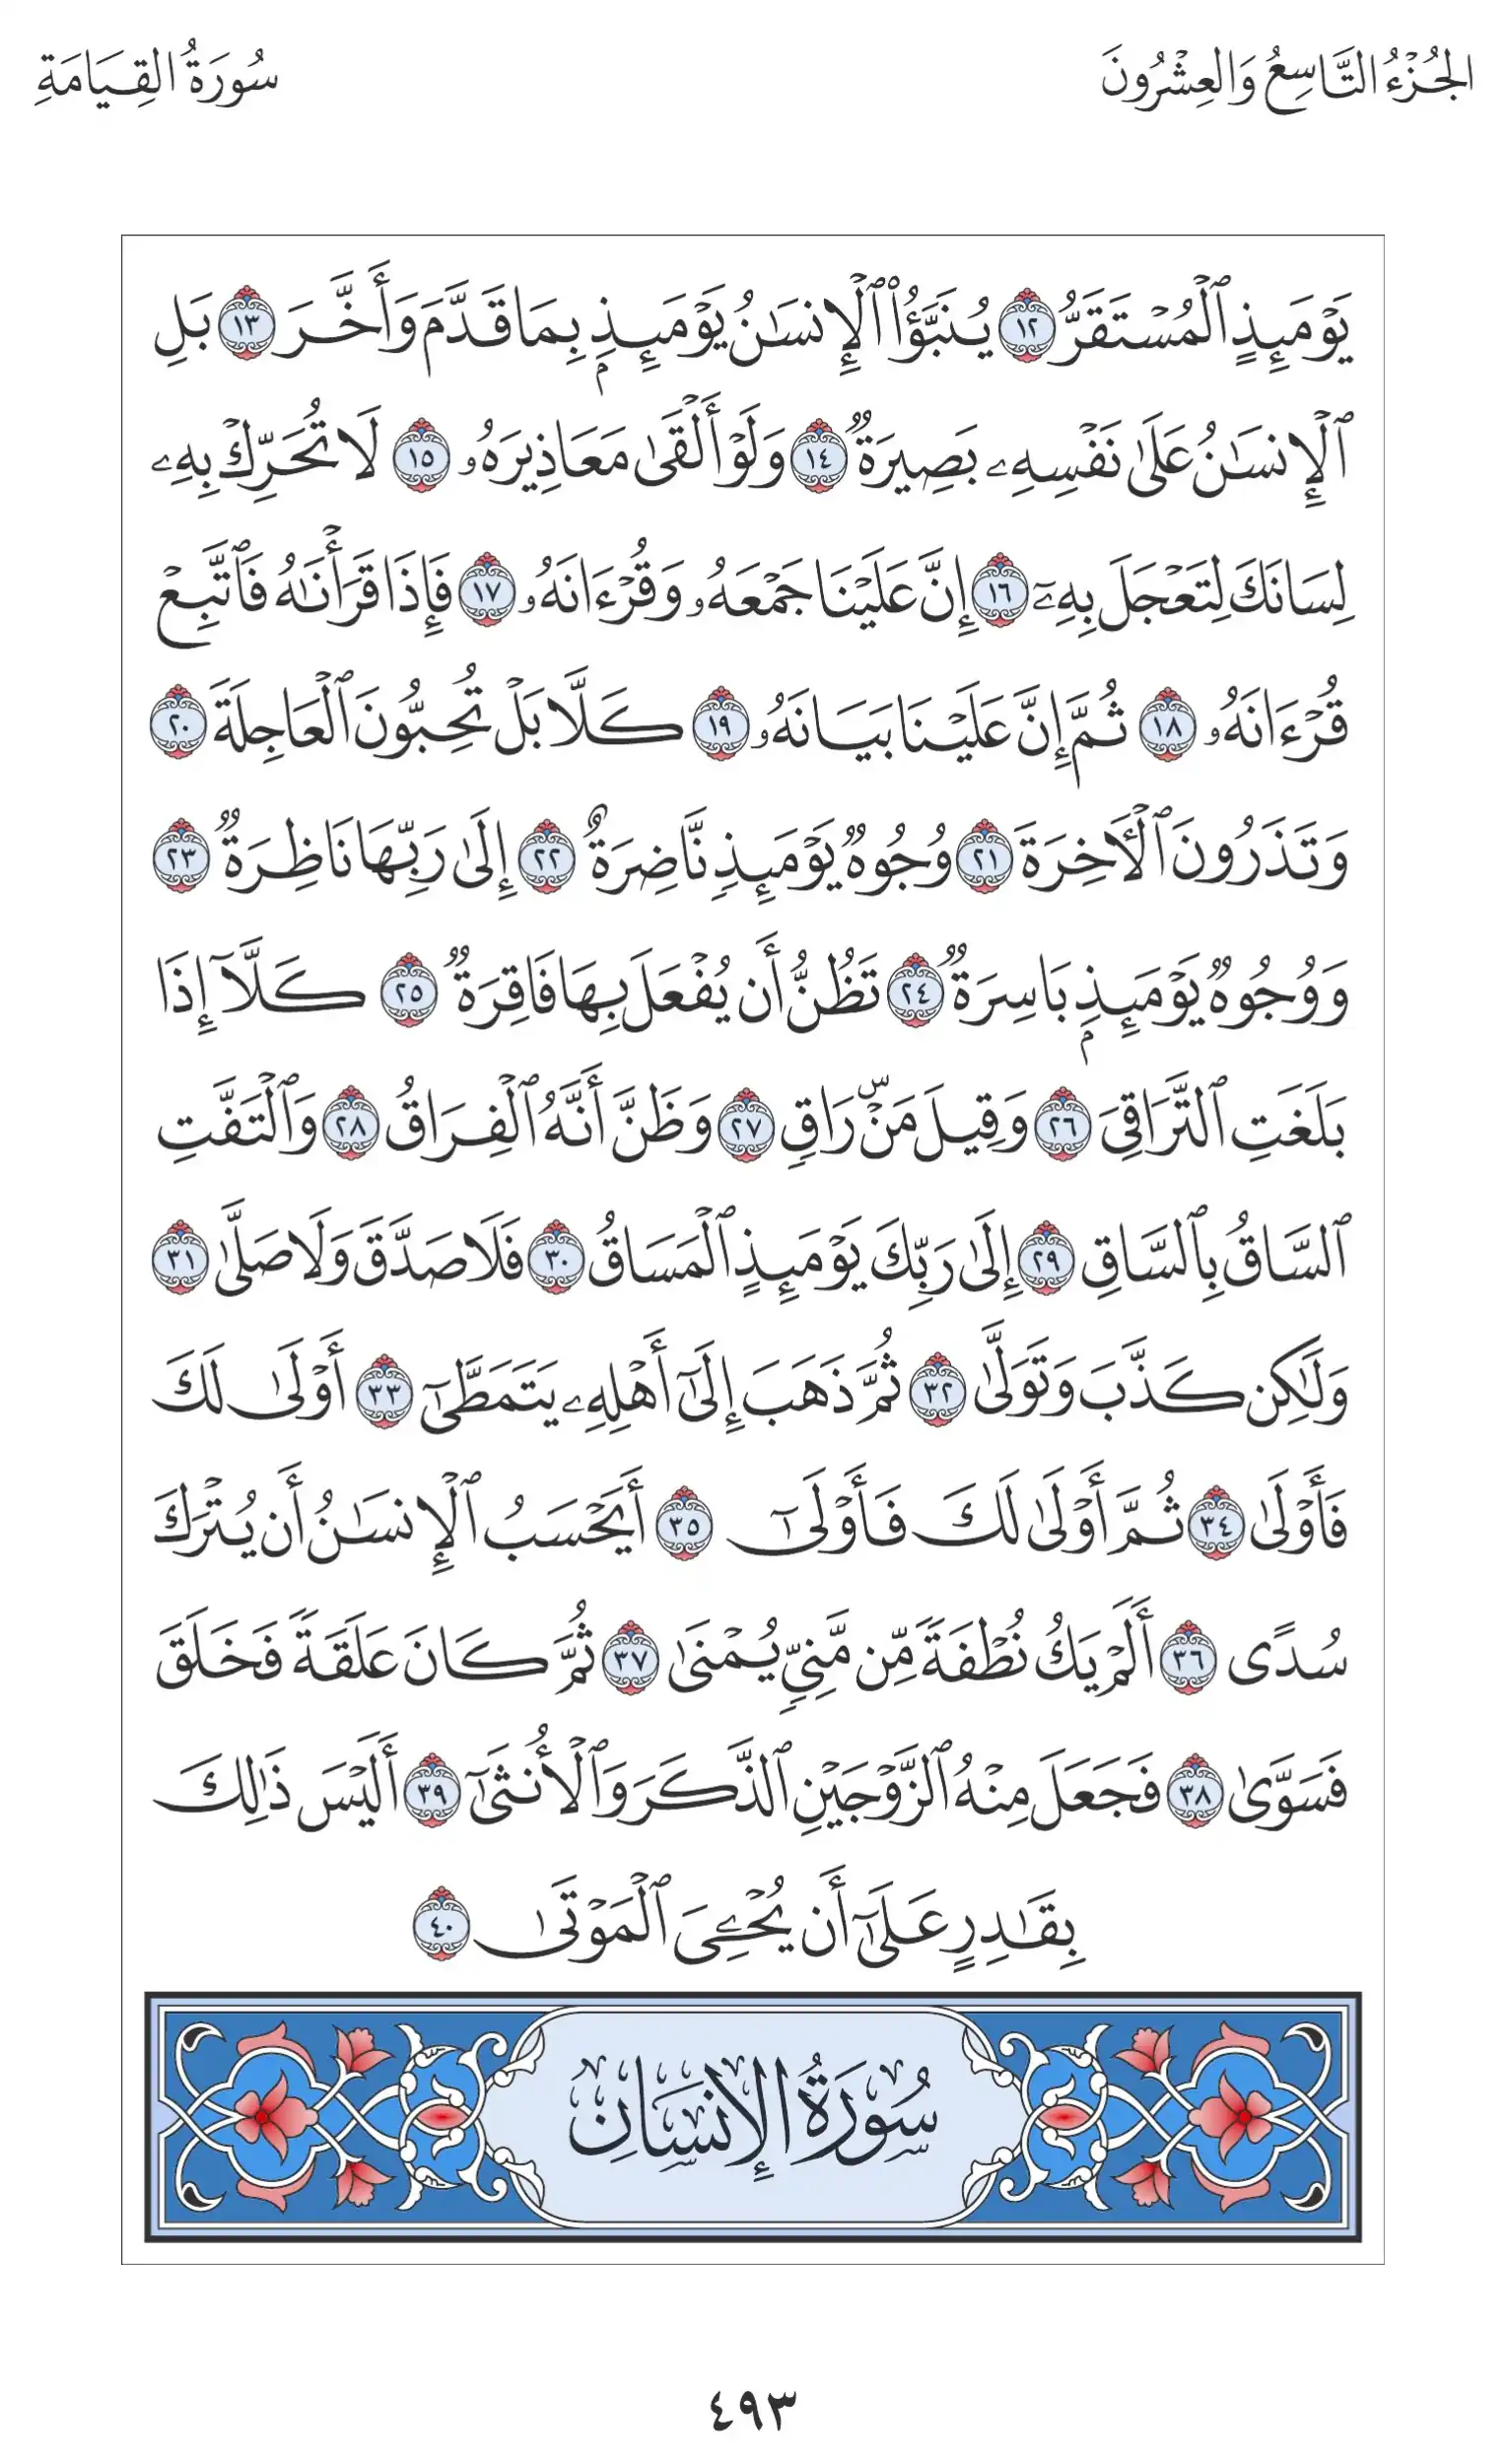 الجُزْءُ التَّاسِعُ وَالعِشْرُونَ
سُورَةُ القِيَامَةِ
يَوْمَئِذٍ ٱلْمُسْتَقَرُّ ١٢ يُنَبَّؤُا۟ ٱلْإِنسَـٰنُ يَوْمَئِذٍۭ بِمَا قَدَّمَ وَأَخَّرَ ١٣ بَلِ
ٱلْإِنسَـٰنُ عَلَىٰ نَفْسِهِۦ بَصِيرَةٌ ١٤ وَلَوْ أَلْقَىٰ مَعَاذِيرَهُۥ ١٥ لَا تُحَرِّكْ بِهِۦ
لِسَانَكَ لِتَعْجَلَ بِهِۦٓ ١٦ إِنَّ عَلَيْنَا جَمْعَهُۥ وَقُرْءَانَهُۥ ١٧ فَإِذَا قَرَأْنَـٰهُ فَٱتَّبِعْ
قُرْءَانَهُۥ ١٨ ثُمَّ إِنَّ عَلَيْنَا بَيَانَهُۥ ١٩ كَلَّا بَلْ تُحِبُّونَ ٱلْعَاجِلَةَ ٢٠
وَتَذَرُونَ ٱلْـَٔاخِرَةَ ٢١ وُجُوهٌ يَوْمَئِذٍ نَّاضِرَةٌ ٢٢ إِلَىٰ رَبِّهَا نَاظِرَةٌ ٢٣
وَوُجُوهٌ يَوْمَئِذٍۭ بَاسِرَةٌ ٢٤ تَظُنُّ أَن يُفْعَلَ بِهَا فَاقِرَةٌ ٢٥ كَلَّآ إِذَا
بَلَغَتِ ٱلتَّرَاقِىَ ٢٦ وَقِيلَ مَنْ ۜ رَاقٍ ٢٧ وَظَنَّ أَنَّهُ ٱلْفِرَاقُ ٢٨ وَٱلْتَفَّتِ
ٱلسَّاقُ بِٱلسَّاقِ ٢٩ إِلَىٰ رَبِّكَ يَوْمَئِذٍ ٱلْمَسَاقُ ٣٠ فَلَا صَدَّقَ وَلَا صَلَّىٰ ٣١
وَلَـٰكِن كَذَّبَ وَتَوَلَّىٰ ٣٢ ثُمَّ ذَهَبَ إِلَىٰٓ أَهْلِهِۦ يَتَمَطَّىٰٓ ٣٣ أَوْلَىٰ لَكَ
فَأَوْلَىٰ ٣٤ ثُمَّ أَوْلَىٰ لَكَ فَأَوْلَىٰٓ ٣٥ أَيَحْسَبُ ٱلْإِنسَـٰنُ أَن يُتْرَكَ
سُدًى ٣٦ أَلَمْ يَكُ نُطْفَةً مِّن مَّنِىٍّ يُمْنَىٰ ٣٧ ثُمَّ كَانَ عَلَقَةً فَخَلَقَ
فَسَوَّىٰ ٣٨ فَجَعَلَ مِنْهُ ٱلزَّوْجَيْنِ ٱلذَّكَرَ وَٱلْأُنثَىٰٓ ٣٩ أَلَيْسَ ذَٰلِكَ
بِقَـٰدِرٍ عَلَىٰٓ أَن يُحْـِۧىَ ٱلْمَوْتَىٰ ٤٠
سُورَةُ الإِنسَانِ
٤٩٣